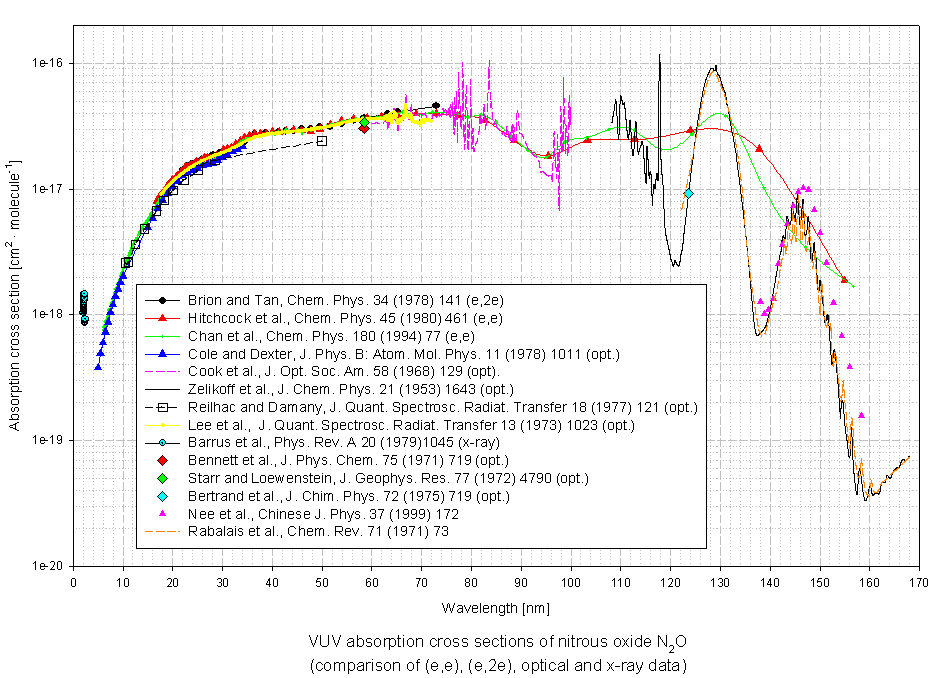 1e-16
1e-17
1e-18
1e-19
1e-20
Absorption cross section [cm² · molecule⁻¹]
Brion and Tan, Chem. Phys. 34 (1978) 141 (e,2e)
Hitchcock et al., Chem. Phys. 45 (1980) 461 (e,e)
Chan et al., Chem. Phys. 180 (1994) 77 (e,e)
Cole and Dexter, J. Phys. B: Atom. Mol. Phys. 11 (1978) 1011 (opt.)
Cook et al., J. Opt. Soc. Am. 58 (1968) 129 (opt).
Zelikoff et al., J. Chem. Phys. 21 (1953) 1643 (opt.)
Reilhac and Damany, J. Quant. Spectrosc. Radiat. Transfer 18 (1977) 121 (opt.)
Lee et al., J. Quant. Spectrosc. Radiat. Transfer 13 (1973) 1023 (opt.)
Barrus et al., Phys. Rev. A 20 (1979)1045 (x-ray)
Bennett et al., J. Phys. Chem. 75 (1971) 719 (opt.)
Starr and Loewenstein, J. Geophys. Res. 77 (1972) 4790 (opt.)
Bertrand et al., J. Chim. Phys. 72 (1975) 719 (opt.)
Nee et al., Chinese J. Phys. 37 (1999) 172
Rabalais et al., Chem. Rev. 71 (1971) 73
0 10 20 30 40 50 60 70 80 90 100 110 120 130 140 150 160 170
Wavelength [nm]
VUV absorption cross sections of nitrous oxide N₂O
(comparison of (e,e), (e,2e), optical and x-ray data)